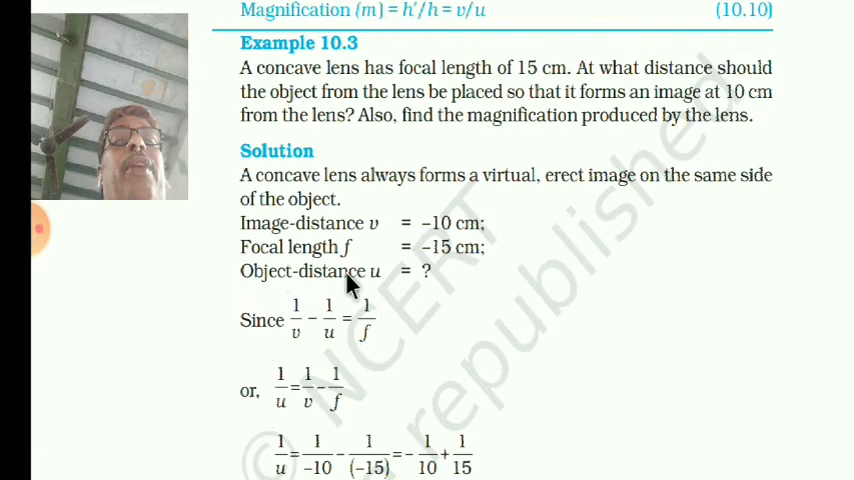 Magnification (m) = h′/h = v/u (10.10)
Example 10.3
A concave lens has focal length of 15 cm. At what distance should
the object from the lens be placed so that it forms an image at 10 cm
from the lens? Also, find the magnification produced by the lens.
Solution
A concave lens always forms a virtual, erect image on the same side
of the object.
Image-distance v = –10 cm;
Focal length f = –15 cm;
Object-distance u = ?
Since 1/v – 1/u = 1/f
or, 1/u = 1/v – 1/f
1/u = 1/–10 – 1/(–15) = – 1/10 + 1/15
© NCERT
republished